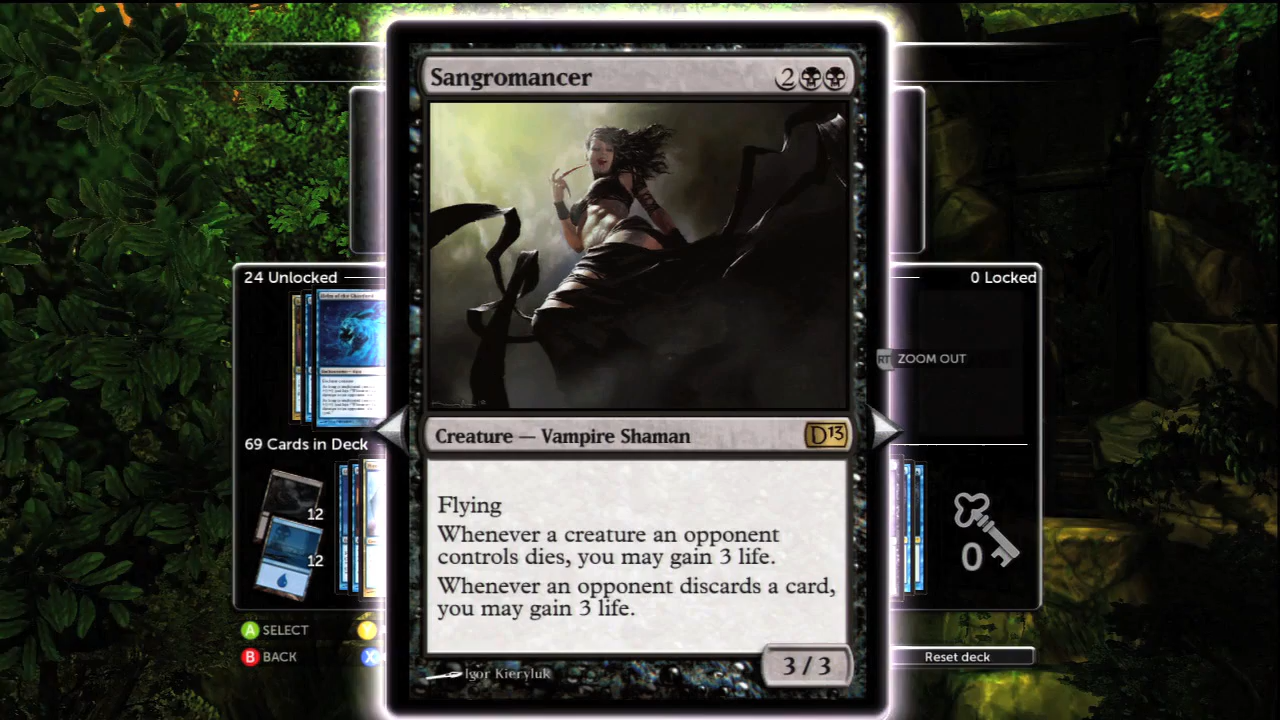 Sangromancer 2
24 Unlocked
0 Locked
RT ZOOM OUT
Creature — Vampire Shaman D13
69 Cards in Deck
Flying
Whenever a creature an opponent
controls dies, you may gain 3 life.
Whenever an opponent discards a card,
you may gain 3 life.
12
12
0
A SELECT
Y
B BACK
X
Reset deck
3 / 3
Igor Kieryluk